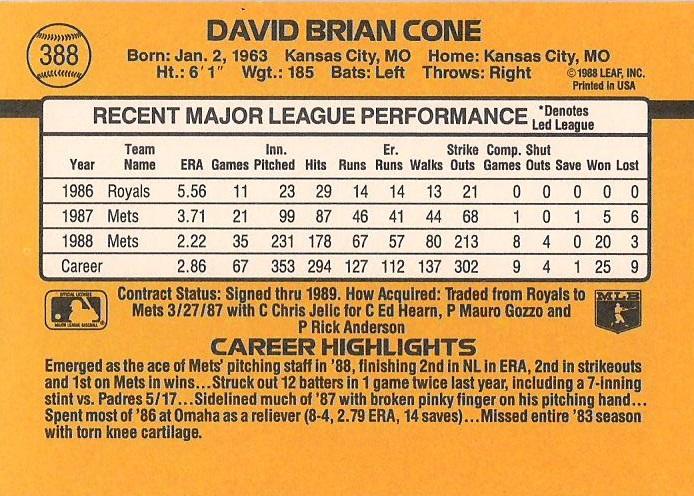 388
DAVID BRIAN CONE
Born: Jan. 2, 1963 Kansas City, MO Home: Kansas City, MO
Ht.: 6' 1" Wgt.: 185 Bats: Left Throws: Right ©1988 LEAF, INC.
Printed in USA
RECENT MAJOR LEAGUE PERFORMANCE *Denotes
Led League
Year Team Name ERA Games Inn. Pitched Hits Runs Er. Runs Walks Strike Outs Comp. Games Shut Outs Save Won Lost
1986 Royals 5.56 11 23 29 14 14 13 21 0 0 0 0 0
1987 Mets 3.71 21 99 87 46 41 44 68 1 0 1 5 6
1988 Mets 2.22 35 231 178 67 57 80 213 8 4 0 20 3
Career 2.86 67 353 294 127 112 137 302 9 4 1 25 9
OFFICIAL LICENSEE
MAJOR LEAGUE BASEBALL
Contract Status: Signed thru 1989. How Acquired: Traded from Royals to
Mets 3/27/87 with C Chris Jelic for C Ed Hearn, P Mauro Gozzo and
P Rick Anderson
MLB
CAREER HIGHLIGHTS
Emerged as the ace of Mets' pitching staff in '88, finishing 2nd in NL in ERA, 2nd in strikeouts
and 1st on Mets in wins...Struck out 12 batters in 1 game twice last year, including a 7-inning
stint vs. Padres 5/17...Sidelined much of '87 with broken pinky finger on his pitching hand...
Spent most of '86 at Omaha as a reliever (8-4, 2.79 ERA, 14 saves)...Missed entire '83 season
with torn knee cartilage.